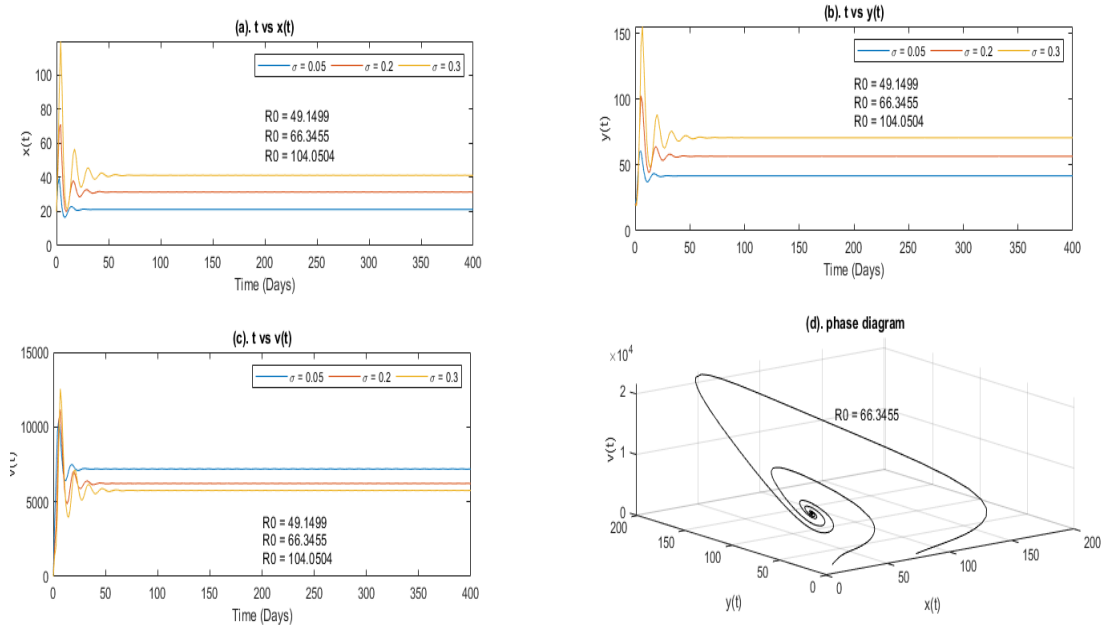 (a). t vs x(t)
σ = 0.05 σ = 0.2 σ = 0.3
R0 = 49.1499
R0 = 66.3455
R0 = 104.0504
x(t)
100
80
60
40
20
0
0 50 100 150 200 250 300 350 400
Time (Days)
(b). t vs y(t)
σ = 0.05 σ = 0.2 σ = 0.3
R0 = 49.1499
R0 = 66.3455
R0 = 104.0504
y(t)
150
100
50
0
0 50 100 150 200 250 300 350 400
Time (Days)
(c). t vs v(t)
σ = 0.05 σ = 0.2 σ = 0.3
v(t)
15000
10000
5000
0
R0 = 49.1499
R0 = 66.3455
R0 = 104.0504
0 50 100 150 200 250 300 350 400
Time (Days)
(d). phase diagram
×10⁴
R0 = 66.3455
v(t)
2
1
0
200
150
100
50
0
y(t)
0
50
100
150
200
x(t)